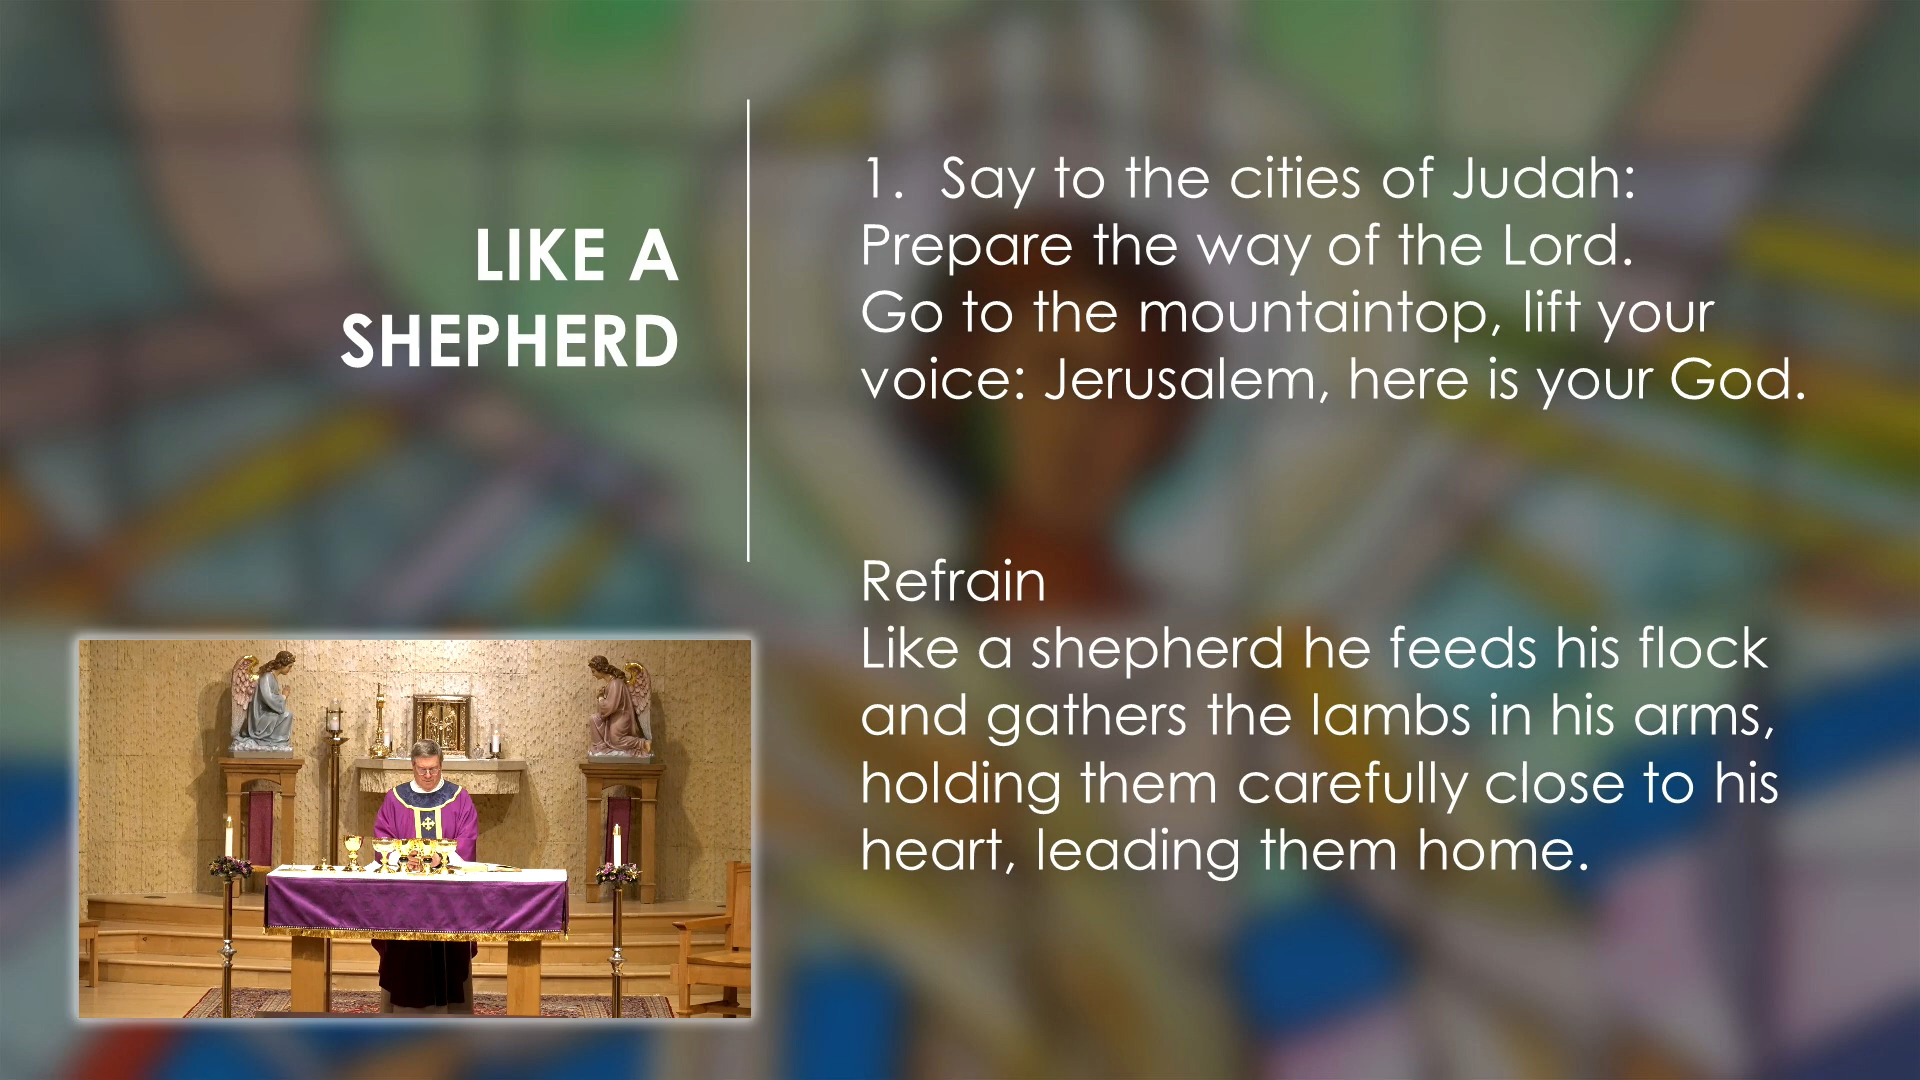 LIKE A
SHEPHERD
1. Say to the cities of Judah:
Prepare the way of the Lord.
Go to the mountaintop, lift your
voice: Jerusalem, here is your God.
Refrain
Like a shepherd he feeds his flock
and gathers the lambs in his arms,
holding them carefully close to his
heart, leading them home.